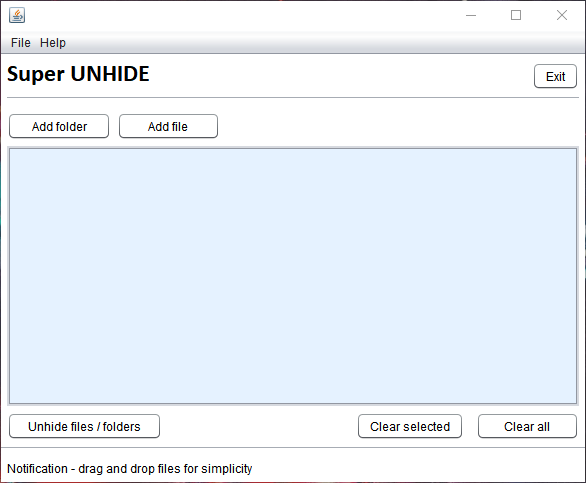 File Help
Super UNHIDE
Exit
Add folder Add file
Unhide files / folders Clear selected Clear all
Notification - drag and drop files for simplicity